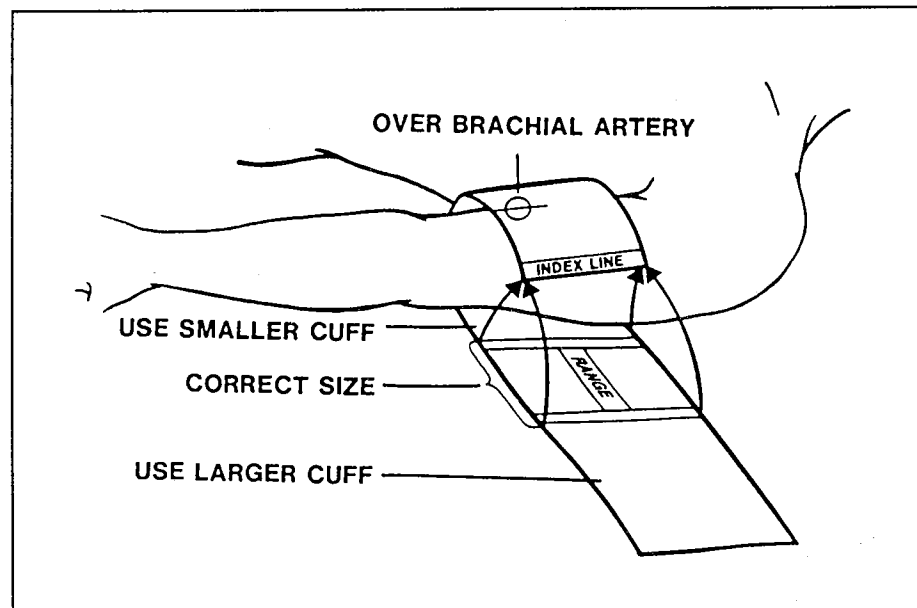 OVER BRACHIAL ARTERY
INDEX LINE
USE SMALLER CUFF
RANGE
CORRECT SIZE
USE LARGER CUFF